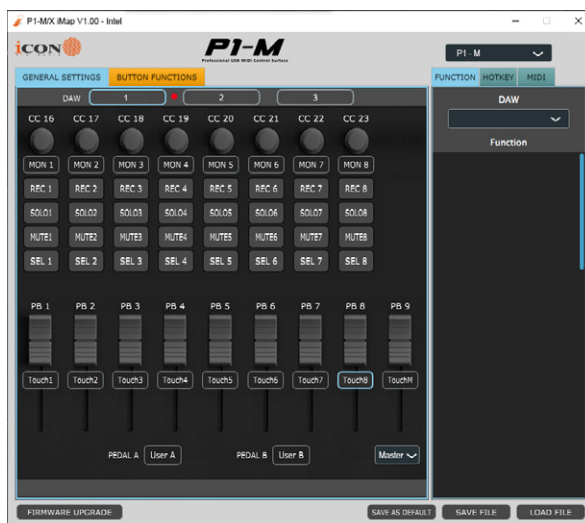 P1-M/X iMap V1.00 - Intel
iCON
P1-M
Professional USB MIDI Control Surface
P1-M
GENERAL SETTINGS BUTTON FUNCTIONS
FUNCTION HOTKEY MIDI
DAW 1 2 3
DAW
Function
CC 16 CC 17 CC 18 CC 19 CC 20 CC 21 CC 22 CC 23
MON 1 MON 2 MON 3 MON 4 MON 5 MON 6 MON 7 MON 8
REC 1 REC 2 REC 3 REC 4 REC 5 REC 6 REC 7 REC 8
SOLO1 SOLO2 SOLO3 SOLO4 SOLO5 SOLO6 SOLO7 SOLO8
MUTE1 MUTE2 MUTE3 MUTE4 MUTE5 MUTE6 MUTE7 MUTE8
SEL 1 SEL 2 SEL 3 SEL 4 SEL 5 SEL 6 SEL 7 SEL 8
PB 1 PB 2 PB 3 PB 4 PB 5 PB 6 PB 7 PB 8 PB 9
Touch1 Touch2 Touch3 Touch4 Touch5 Touch6 Touch7 Touch8 TouchM
PEDAL A User A PEDAL B User B Master
FIRMWARE UPGRADE SAVE AS DEFAULT SAVE FILE LOAD FILE